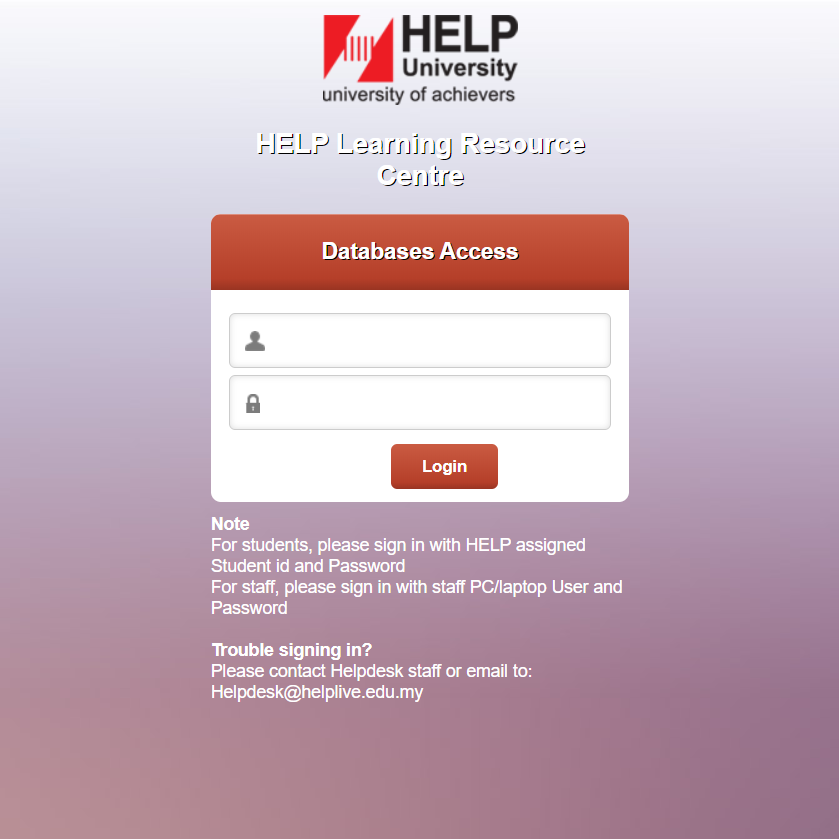 HELP
University
university of achievers
HELP Learning Resource
Centre
Databases Access
Login
Note
For students, please sign in with HELP assigned
Student id and Password
For staff, please sign in with staff PC/laptop User and
Password
Trouble signing in?
Please contact Helpdesk staff or email to:
Helpdesk@helplive.edu.my